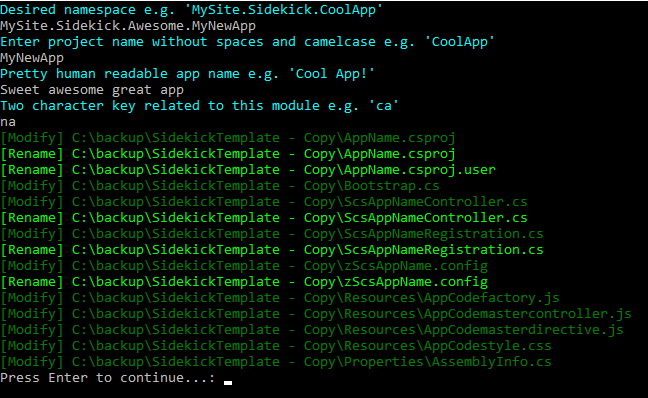 Desired namespace e.g. 'MySite.Sidekick.CoolApp'
MySite.Sidekick.Awesome.MyNewApp
Enter project name without spaces and camelcase e.g. 'CoolApp'
MyNewApp
Pretty human readable app name e.g. 'Cool App!'
Sweet awesome great app
Two character key related to this module e.g. 'ca'
na
[Modify] C:\backup\SidekickTemplate - Copy\AppName.csproj
[Rename] C:\backup\SidekickTemplate - Copy\AppName.csproj
[Rename] C:\backup\SidekickTemplate - Copy\AppName.csproj.user
[Modify] C:\backup\SidekickTemplate - Copy\Bootstrap.cs
[Modify] C:\backup\SidekickTemplate - Copy\ScsAppNameController.cs
[Rename] C:\backup\SidekickTemplate - Copy\ScsAppNameController.cs
[Modify] C:\backup\SidekickTemplate - Copy\ScsAppNameRegistration.cs
[Rename] C:\backup\SidekickTemplate - Copy\ScsAppNameRegistration.cs
[Modify] C:\backup\SidekickTemplate - Copy\zScsAppName.config
[Rename] C:\backup\SidekickTemplate - Copy\zScsAppName.config
[Modify] C:\backup\SidekickTemplate - Copy\Resources\AppCodefactory.js
[Modify] C:\backup\SidekickTemplate - Copy\Resources\AppCodemastercontroller.js
[Modify] C:\backup\SidekickTemplate - Copy\Resources\AppCodemasterdirective.js
[Modify] C:\backup\SidekickTemplate - Copy\Resources\AppCodestyle.css
[Modify] C:\backup\SidekickTemplate - Copy\Properties\AssemblyInfo.cs
Press Enter to continue...: